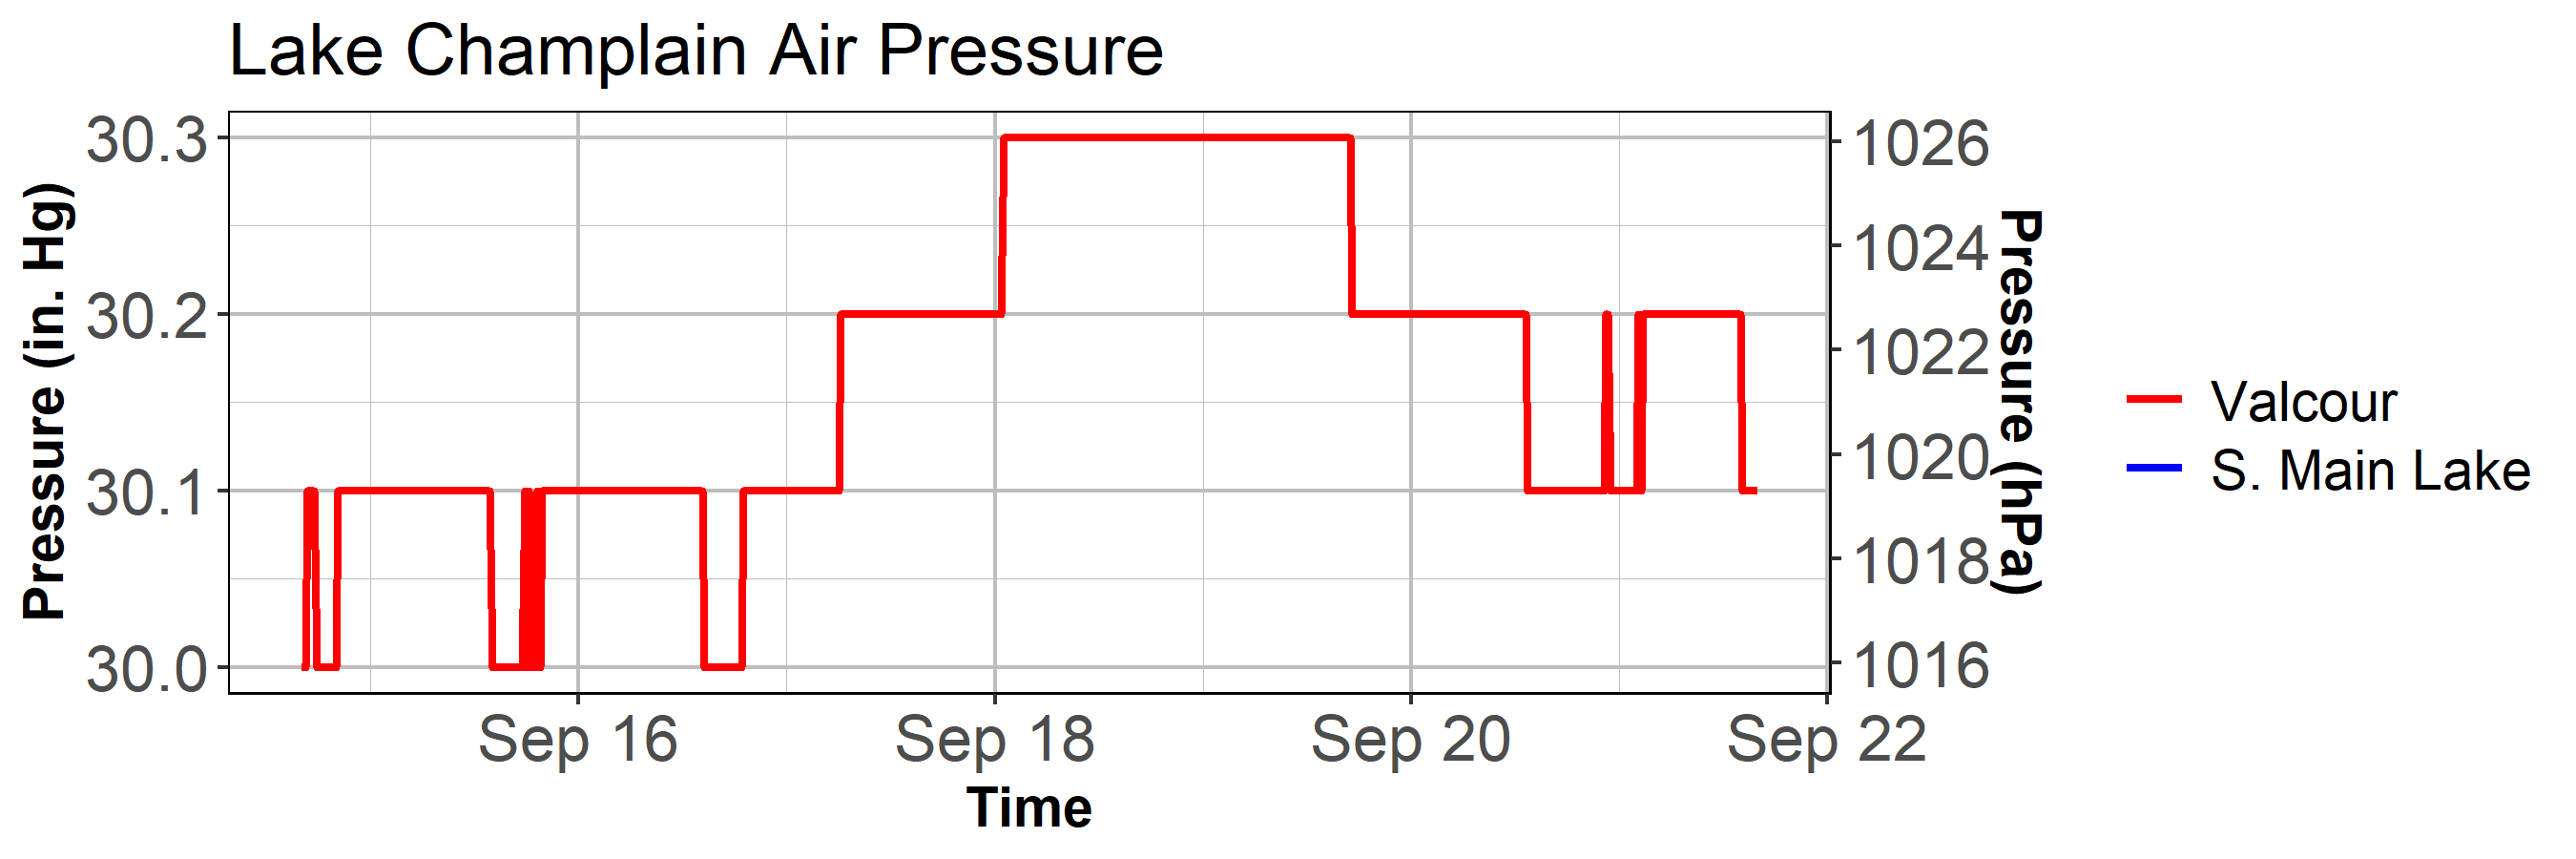 Lake Champlain Air Pressure
Pressure (in. Hg)
30.3
30.2
30.1
30.0
1026
1024
1022
1020
1018
1016
Pressure (hPa)
Sep 16 Sep 18 Sep 20 Sep 22
Time
Valcour
S. Main Lake